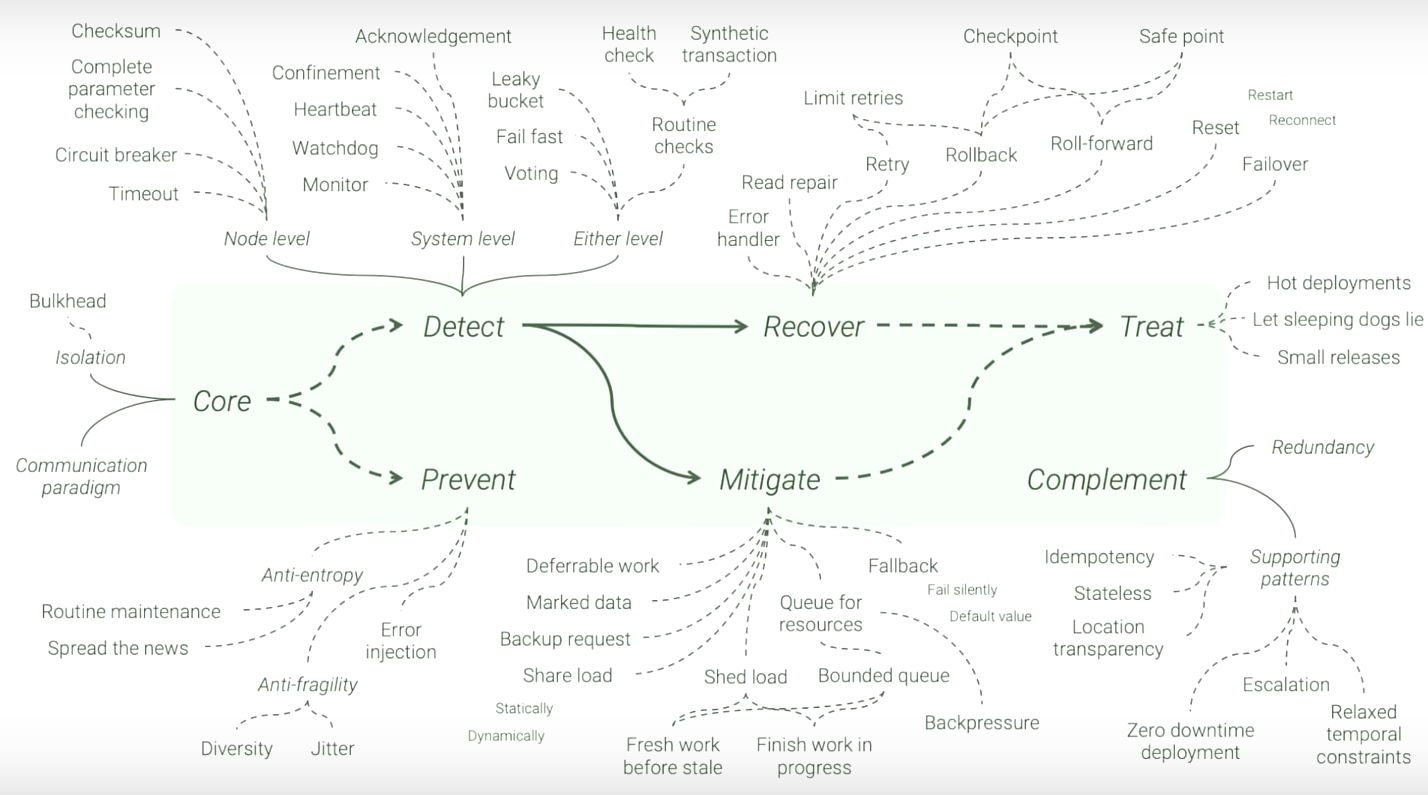 Checksum
Complete
parameter
checking
Circuit breaker
Timeout
Node level
Acknowledgement
Confinement
Heartbeat
Watchdog
Monitor
System level
Leaky
bucket
Fail fast
Voting
Either level
Health
check
Synthetic
transaction
Routine
checks
Limit retries
Read repair
Error
handler
Retry
Checkpoint
Safe point
Rollback
Roll-forward
Restart
Reconnect
Reset
Failover
Bulkhead
Isolation
Communication
paradigm
Core
Detect
Recover
Treat
Prevent
Mitigate
Complement
Hot deployments
Let sleeping dogs lie
Small releases
Redundancy
Supporting
patterns
Idempotency
Stateless
Location
transparency
Escalation
Zero downtime
deployment
Relaxed
temporal
constraints
Anti-entropy
Routine maintenance
Spread the news
Error
injection
Anti-fragility
Diversity
Jitter
Deferrable work
Marked data
Backup request
Share load
Statically
Dynamically
Shed load
Queue for
resources
Bounded queue
Fresh work
before stale
Finish work in
progress
Backpressure
Fallback
Fail silently
Default value